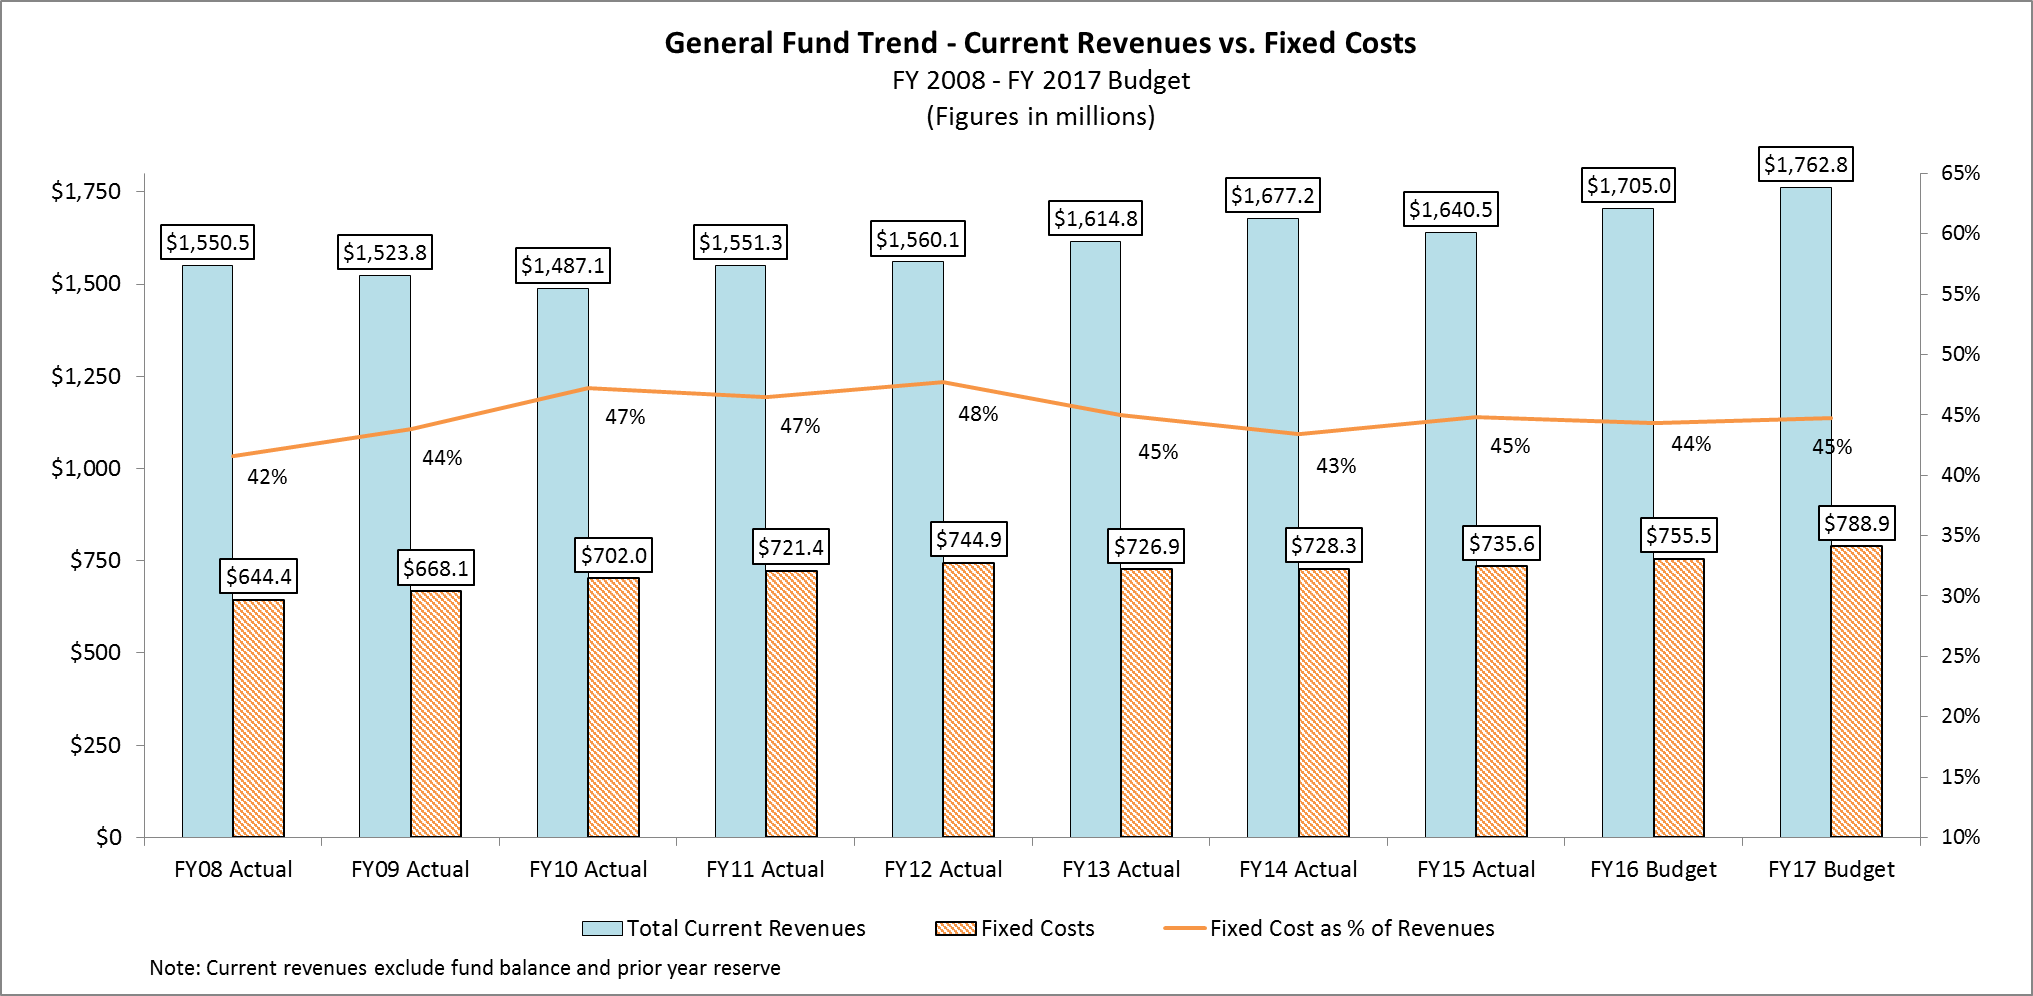 General Fund Trend - Current Revenues vs. Fixed Costs
FY 2008 - FY 2017 Budget
(Figures in millions)
$1,750
$1,500
$1,250
$1,000
$750
$500
$250
$0
$1,550.5
$1,523.8
$1,487.1
$1,551.3
$1,560.1
$1,614.8
$1,677.2
$1,640.5
$1,705.0
$1,762.8
42%
44%
47%
47%
48%
45%
43%
45%
44%
45%
$644.4
$668.1
$702.0
$721.4
$744.9
$726.9
$728.3
$735.6
$755.5
$788.9
65%
60%
55%
50%
45%
40%
35%
30%
25%
20%
15%
10%
FY08 Actual
FY09 Actual
FY10 Actual
FY11 Actual
FY12 Actual
FY13 Actual
FY14 Actual
FY15 Actual
FY16 Budget
FY17 Budget
Total Current Revenues
Fixed Costs
Fixed Cost as % of Revenues
Note: Current revenues exclude fund balance and prior year reserve